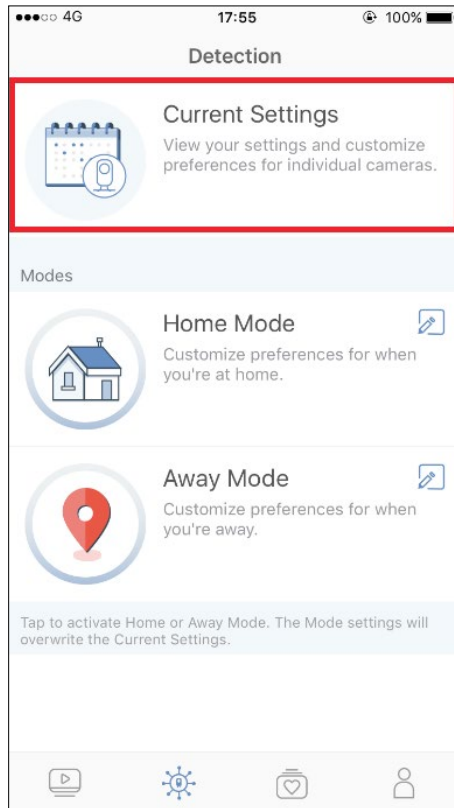 4G 17:55 100%
Detection
Current Settings
View your settings and customize
preferences for individual cameras.
Modes
Home Mode
Customize preferences for when
you're at home.
Away Mode
Customize preferences for when
you're away.
Tap to activate Home or Away Mode. The Mode settings will
overwrite the Current Settings.